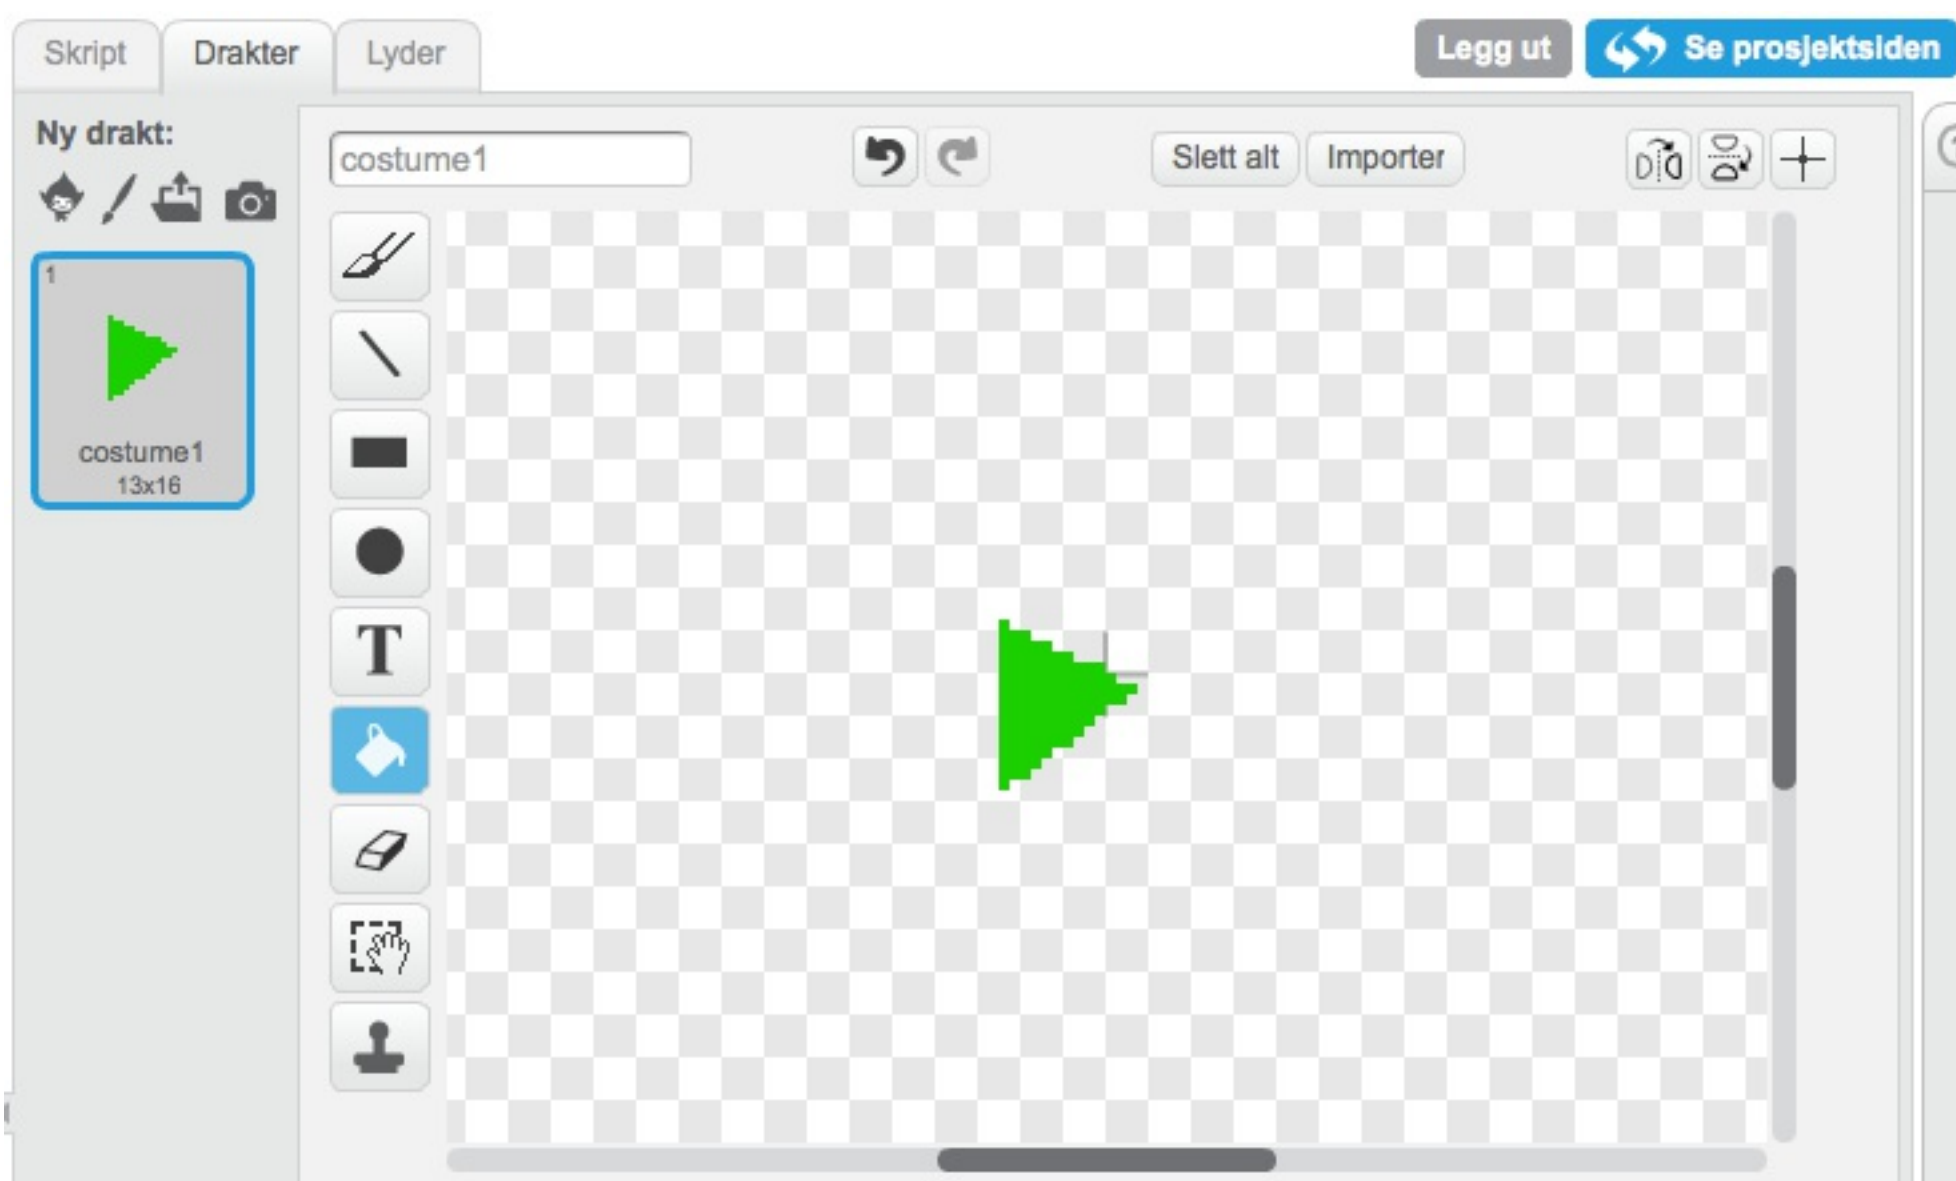 Skript Drakter Lyder Legg ut Se prosjektsiden
Ny drakt:
costume1 Slett alt Importer
1
costume1
13x16
T